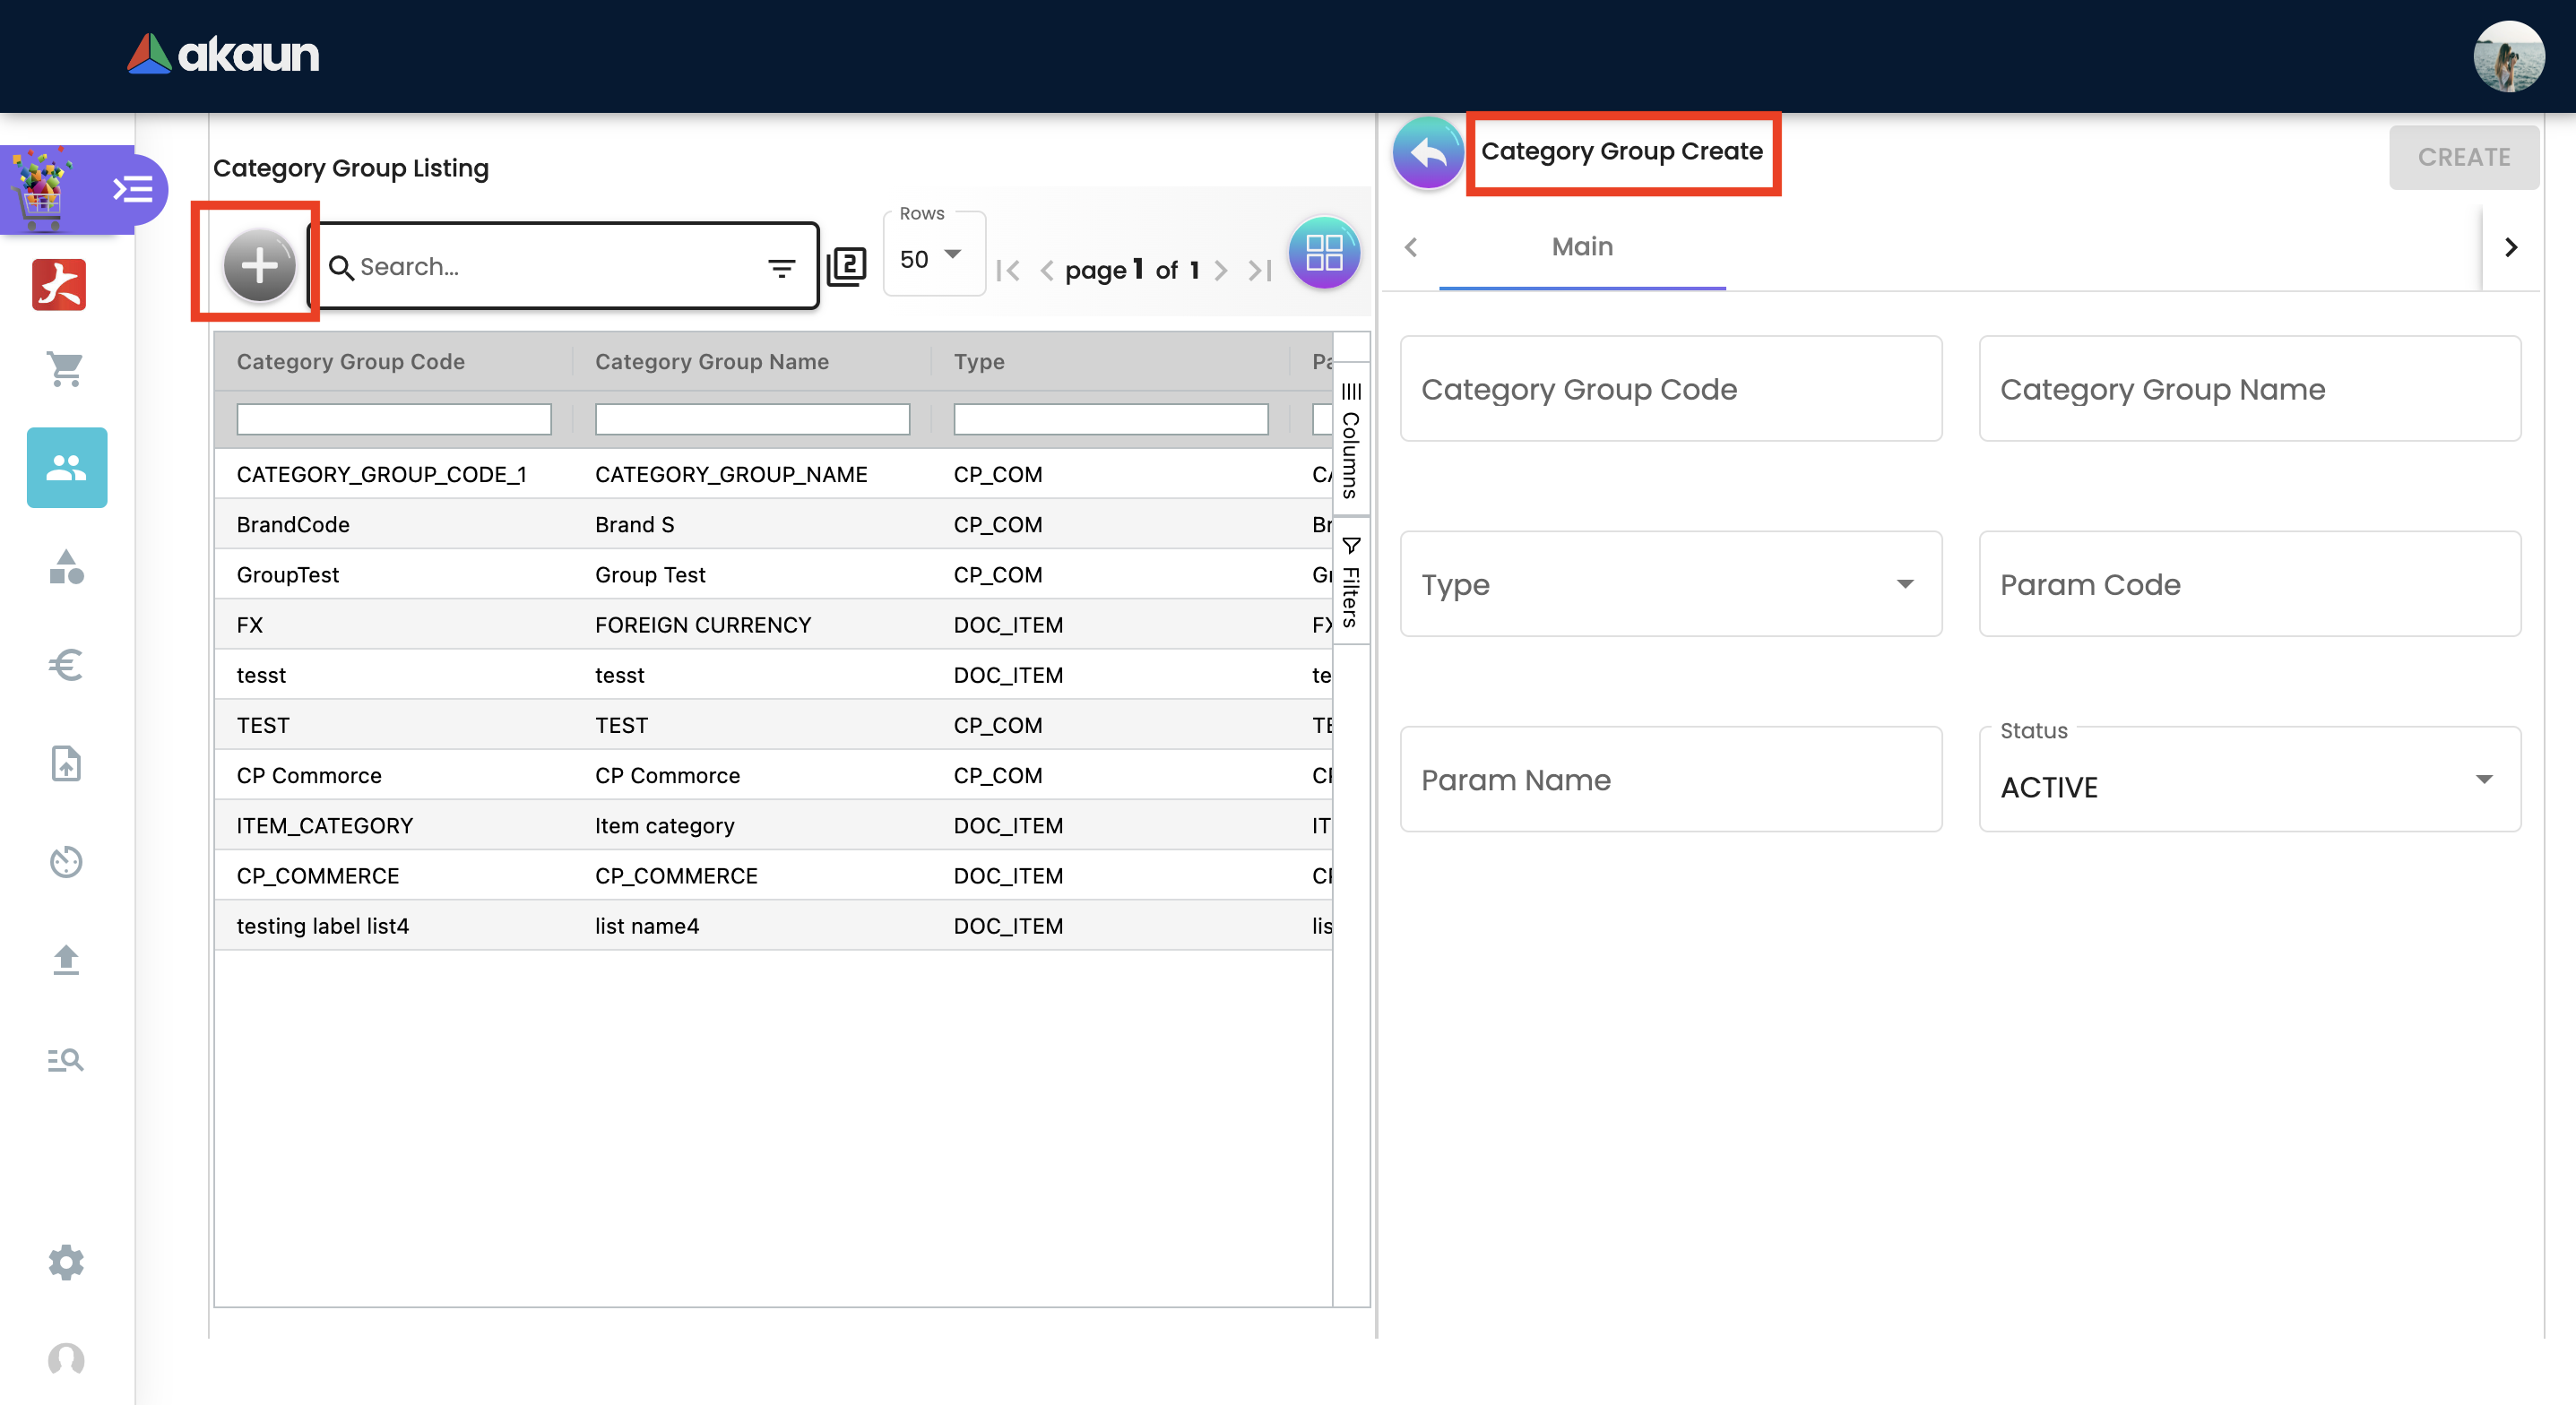 akaun
Category Group Listing
Search...
2
Rows
50
page 1 of 1
Category Group Code Category Group Name Type Pa
CATEGORY_GROUP_CODE_1 CATEGORY_GROUP_NAME CP_COM CA
BrandCode Brand S CP_COM Br
GroupTest Group Test CP_COM Gr
FX FOREIGN CURRENCY DOC_ITEM FX
tesst tesst DOC_ITEM te
TEST TEST CP_COM TE
CP Commorce CP Commorce CP_COM CP
ITEM_CATEGORY Item category DOC_ITEM IT
CP_COMMERCE CP_COMMERCE DOC_ITEM CP
testing label list4 list name4 DOC_ITEM lis
Columns
Filters
Category Group Create
CREATE
Main
Category Group Code
Category Group Name
Type
Param Code
Param Name
Status
ACTIVE